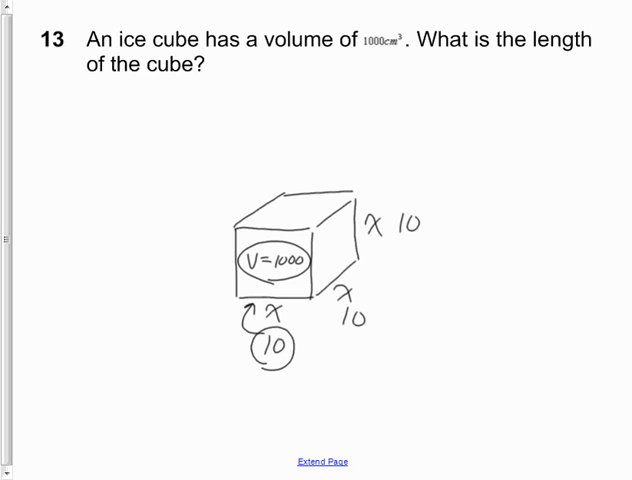 13 An ice cube has a volume of 1000cm³. What is the length
of the cube?
x 10
V=1000
x
10
x
10
Extend Page